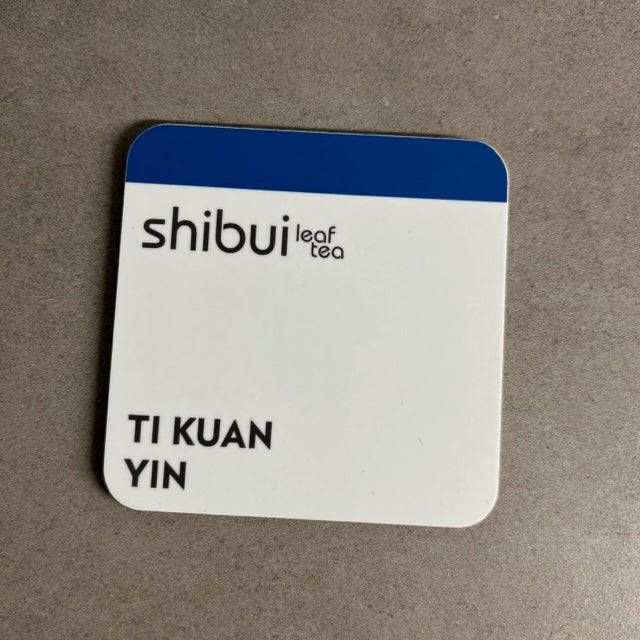 shibui leaf
tea
TI KUAN
YIN